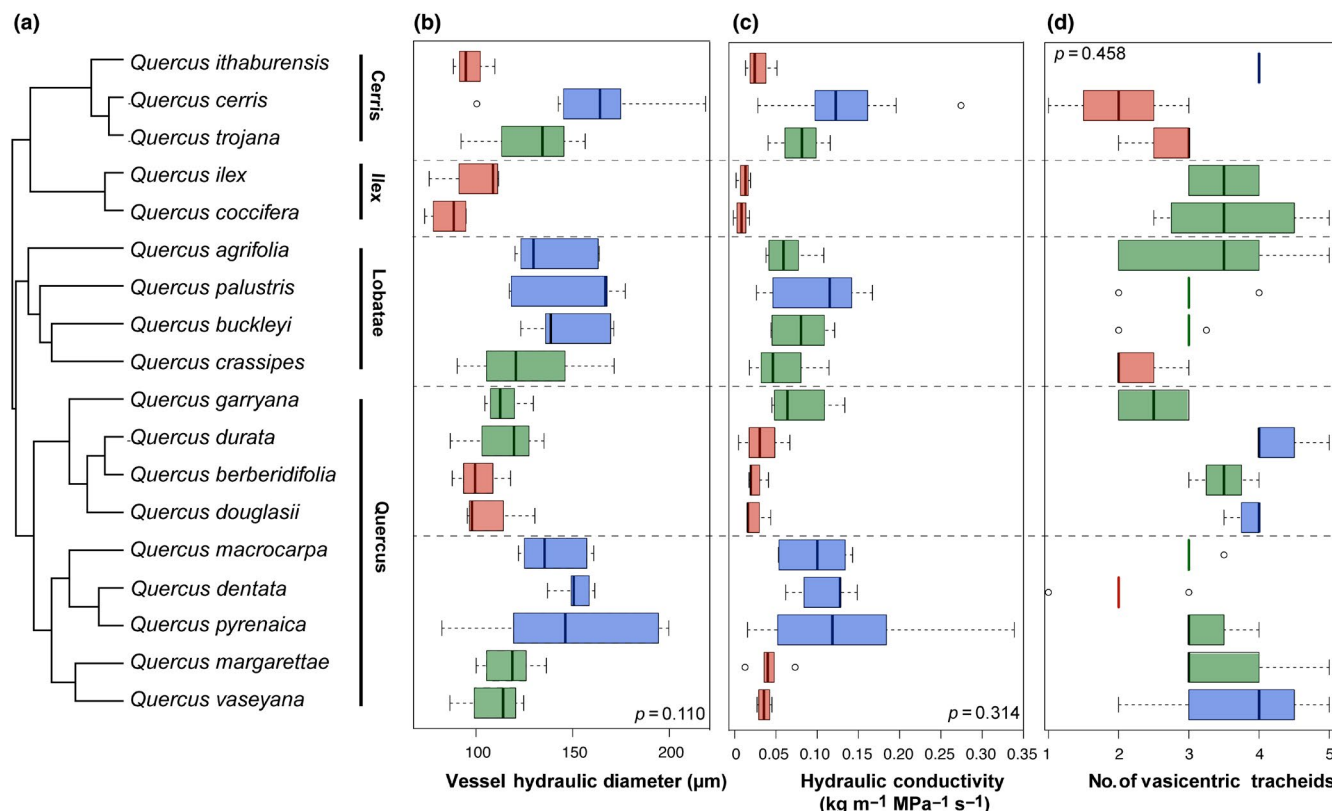 (a)
(b)
(c)
(d)
Quercus ithaburensis
Quercus cerris
Quercus trojana
Quercus ilex
Quercus coccifera
Quercus agrifolia
Quercus palustris
Quercus buckleyi
Quercus crassipes
Quercus garryana
Quercus durata
Quercus berberidifolia
Quercus douglasii
Quercus macrocarpa
Quercus dentata
Quercus pyrenaica
Quercus margarettae
Quercus vaseyana
Cerris
Ilex
Lobatae
Quercus
p = 0.110
100 150 200
Vessel hydraulic diameter (µm)
p = 0.314
0 0.05 0.10 0.15 0.20 0.25 0.30 0.35
Hydraulic conductivity
(kg m−1 MPa−1 s−1)
p = 0.458
1 2 3 4 5
No. of vasicentric tracheids